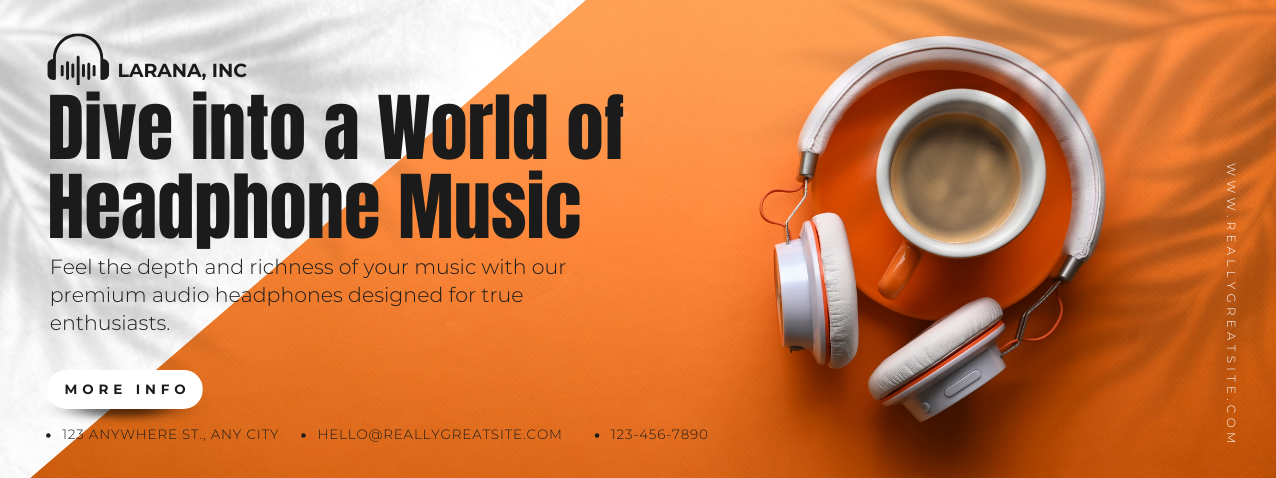 LARANA, INC
Dive into a World of
Headphone Music
Feel the depth and richness of your music with our
premium audio headphones designed for true
enthusiasts.
MORE INFO
• 123 ANYWHERE ST., ANY CITY • HELLO@REALLYGREATSITE.COM • 123-456-7890
WWW.REALLYGREATSITE.COM